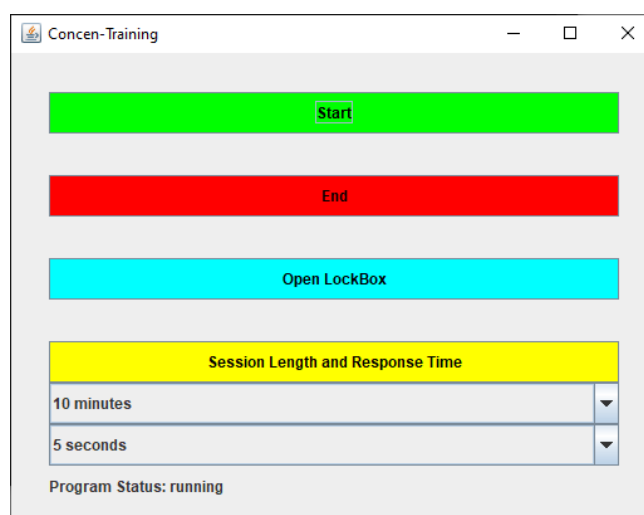 Concen-Training
Start
End
Open LockBox
Session Length and Response Time
10 minutes
5 seconds
Program Status: running